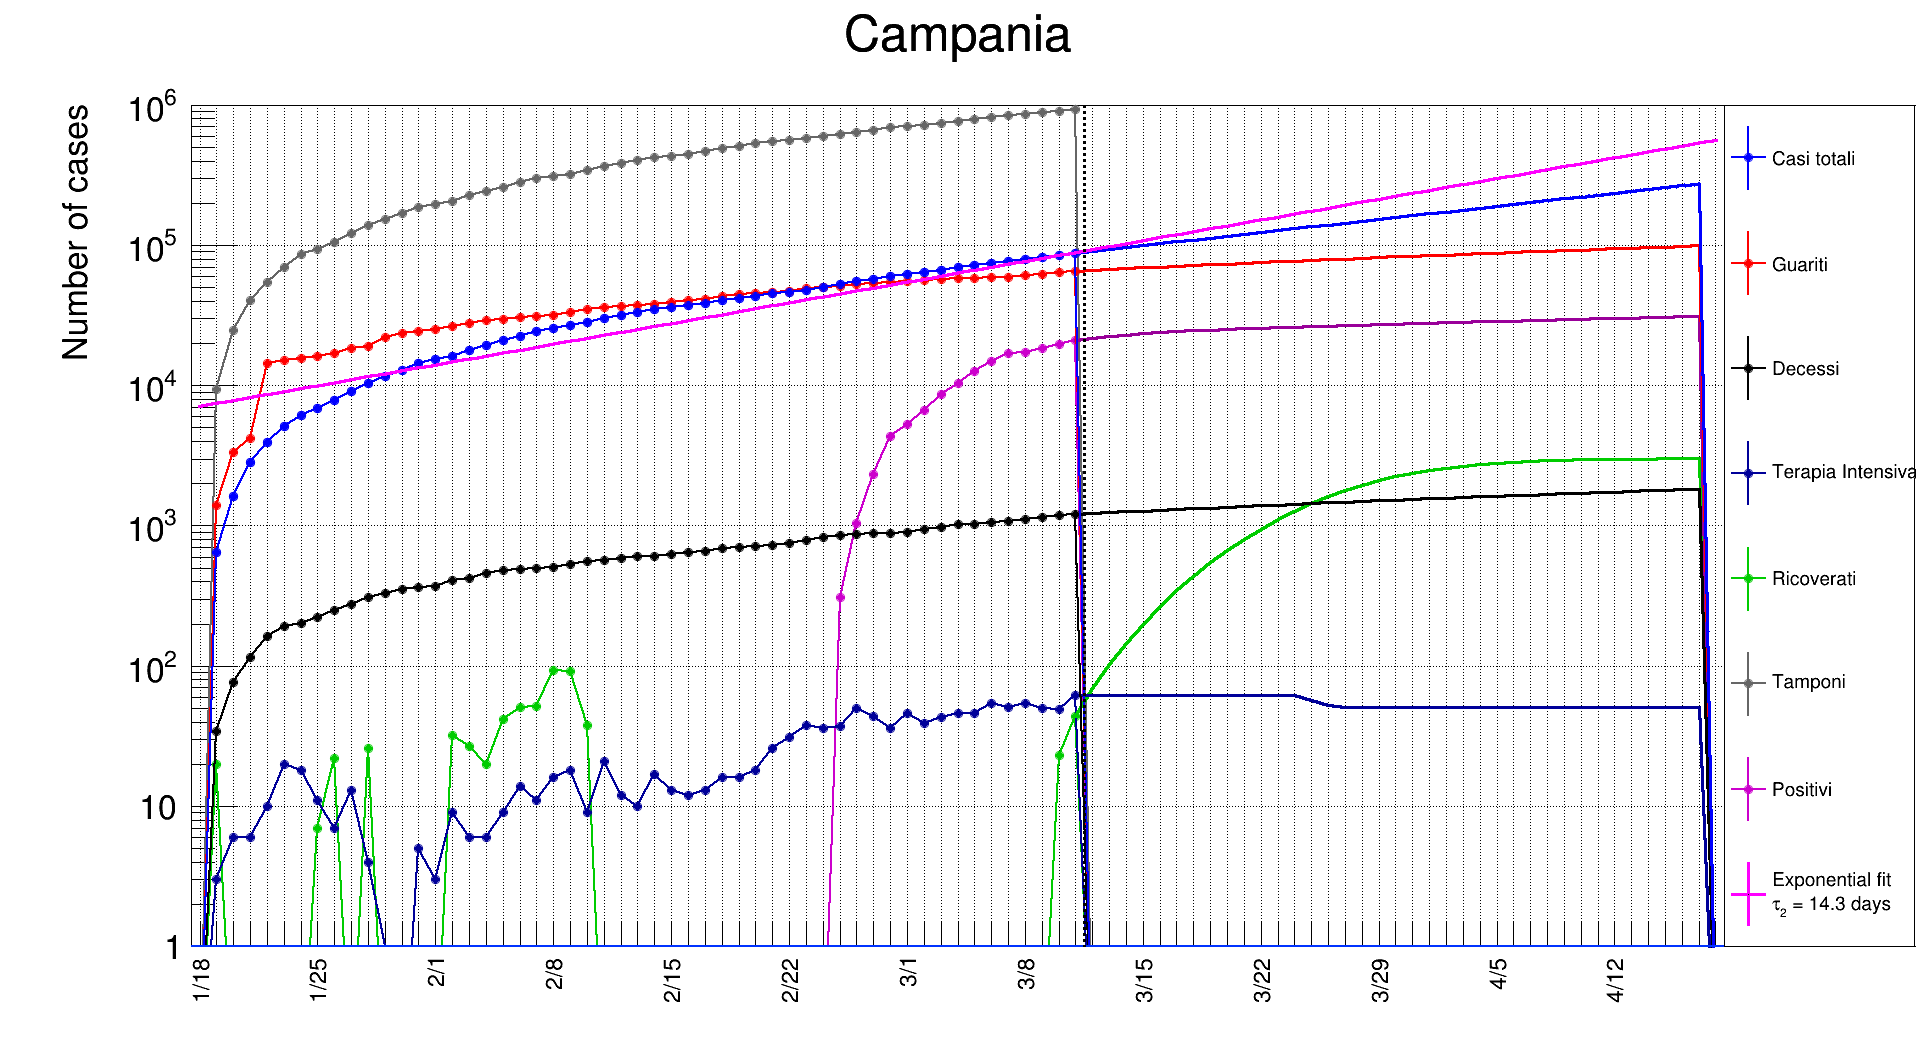 Campania
Number of cases
10^6
10^5
10^4
10^3
10^2
10
1
1/18
1/25
2/1
2/8
2/15
2/22
3/1
3/8
3/15
3/22
3/29
4/5
4/12
Casi totali
Guariti
Decessi
Terapia Intensiva
Ricoverati
Tamponi
Positivi
Exponential fit
τ₂ = 14.3 days